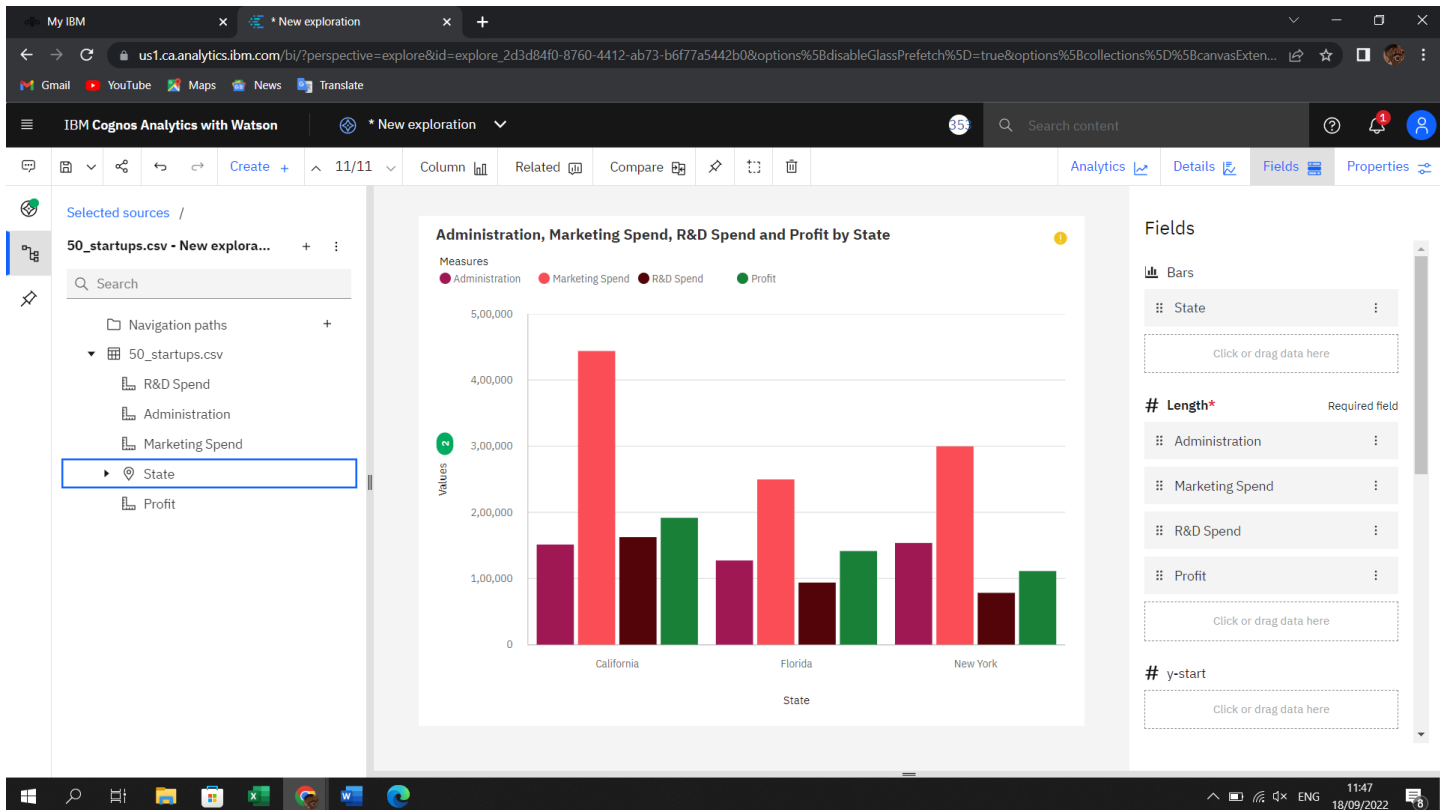 My IBM
* New exploration
us1.ca.analytics.ibm.com/bi/?perspective=explore&id=explore_2d3d84f0-8760-4412-ab73-b6f77a5442b0&options%5BdisableGlassPrefetch%5D=true&options%5Bcollections%5D%5BcanvasExten...
Gmail YouTube Maps News Translate
IBM Cognos Analytics with Watson * New exploration 353 Search content 1
Create + 11/11 Column Related Compare Analytics Details Fields Properties
Selected sources /
50_startups.csv - New explora...
Search
Navigation paths
50_startups.csv
R&D Spend
Administration
Marketing Spend
State
Profit
Administration, Marketing Spend, R&D Spend and Profit by State
Measures
Administration Marketing Spend R&D Spend Profit
5,00,000
4,00,000
3,00,000
2,00,000
1,00,000
0
Values 2
California Florida New York
State
Fields
Bars
State
Click or drag data here
# Length* Required field
Administration
Marketing Spend
R&D Spend
Profit
Click or drag data here
# y-start
Click or drag data here
ENG 11:47
18/09/2022 8